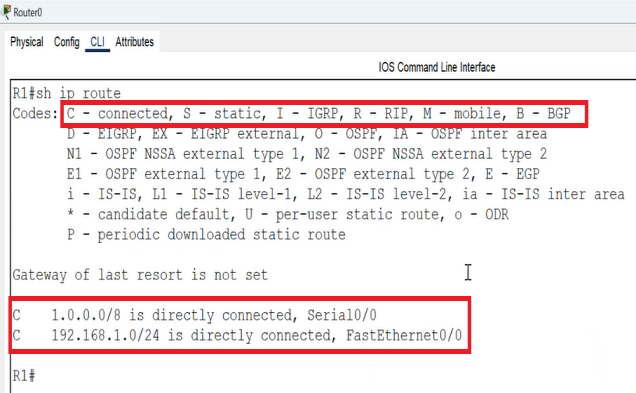 Router0
Physical Config CLI Attributes
IOS Command Line Interface
R1#sh ip route
Codes: C - connected, S - static, I - IGRP, R - RIP, M - mobile, B - BGP
D - EIGRP, EX - EIGRP external, O - OSPF, IA - OSPF inter area
N1 - OSPF NSSA external type 1, N2 - OSPF NSSA external type 2
E1 - OSPF external type 1, E2 - OSPF external type 2, E - EGP
i - IS-IS, L1 - IS-IS level-1, L2 - IS-IS level-2, ia - IS-IS inter area
* - candidate default, U - per-user static route, o - ODR
P - periodic downloaded static route
Gateway of last resort is not set
C 1.0.0.0/8 is directly connected, Serial0/0
C 192.168.1.0/24 is directly connected, FastEthernet0/0
R1#